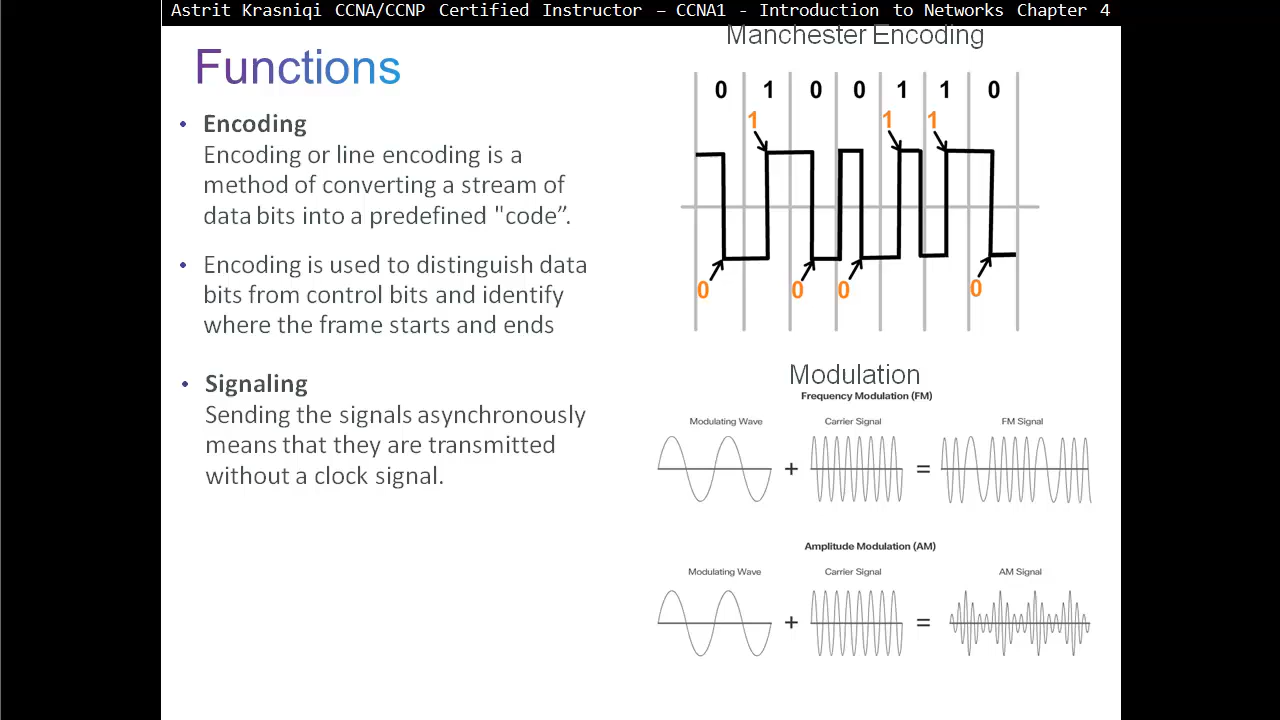 Astrit Krasniqi CCNA/CCNP Certified Instructor – CCNA1 - Introduction to Networks Chapter 4
Functions
• Encoding
Encoding or line encoding is a
method of converting a stream of
data bits into a predefined "code”.
• Encoding is used to distinguish data
bits from control bits and identify
where the frame starts and ends
• Signaling
Sending the signals asynchronously
means that they are transmitted
without a clock signal.
Manchester Encoding
0 1 0 0 1 1 0
1 1 1
0 0 0 0
Modulation
Frequency Modulation (FM)
Modulating Wave Carrier Signal FM Signal
+ =
Amplitude Modulation (AM)
Modulating Wave Carrier Signal AM Signal
+ =